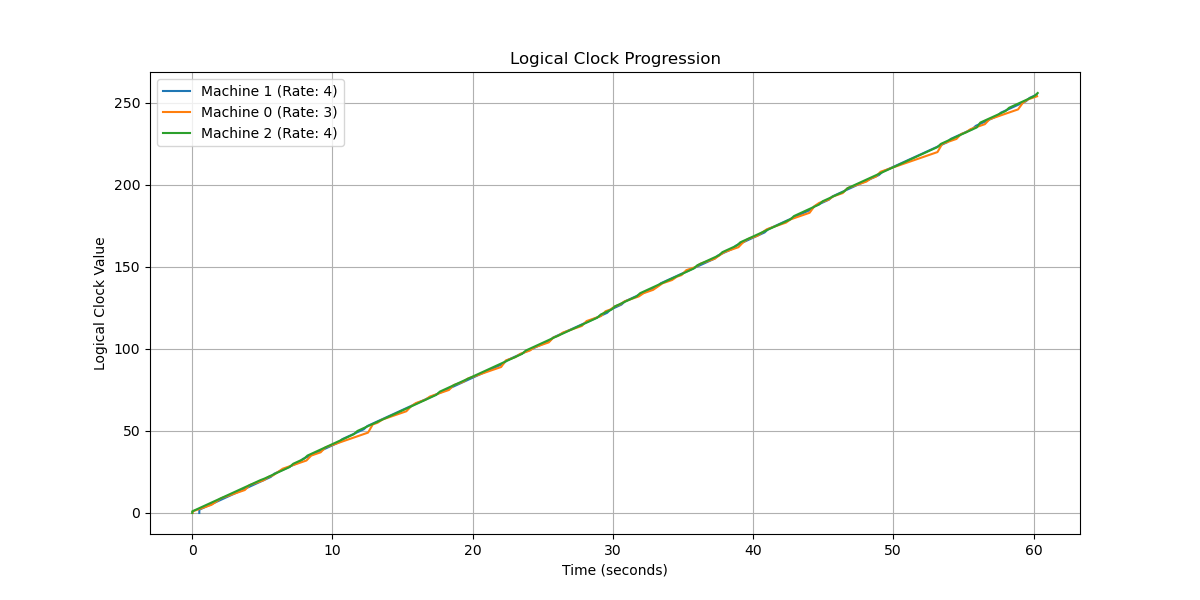 Logical Clock Progression
Machine 1 (Rate: 4)
Machine 0 (Rate: 3)
Machine 2 (Rate: 4)
Logical Clock Value
250
200
150
100
50
0
0 10 20 30 40 50 60
Time (seconds)